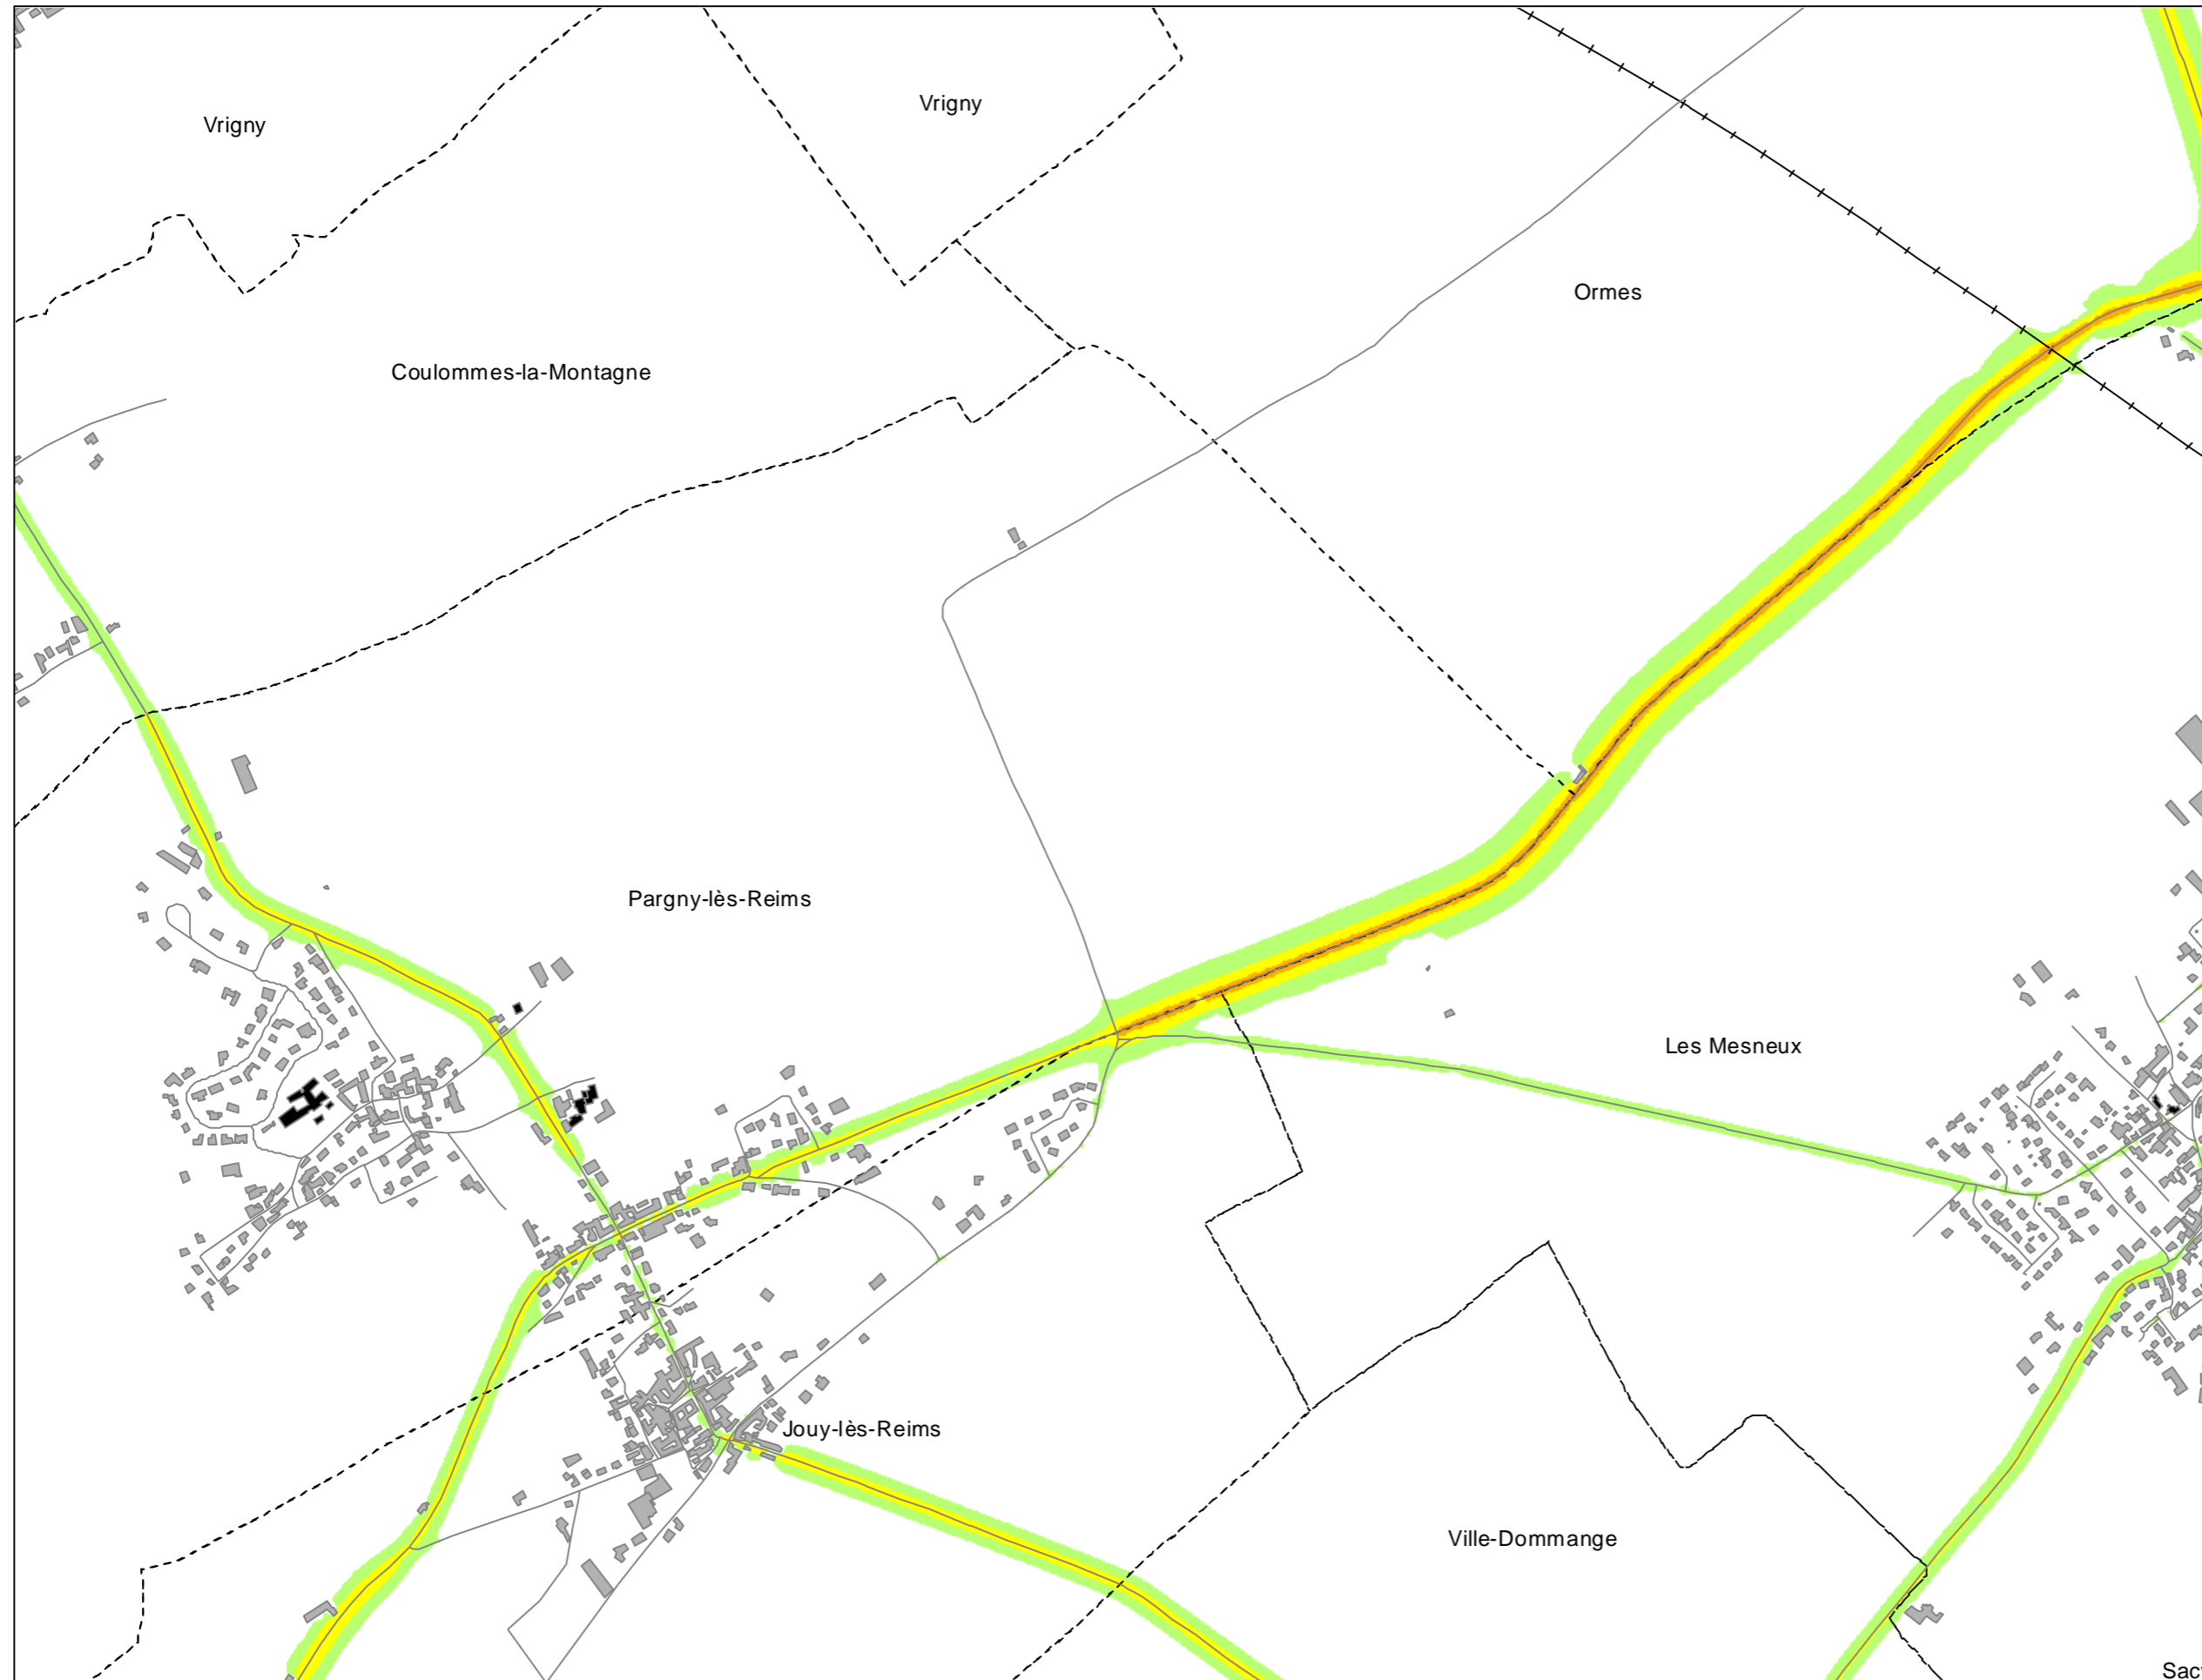 Vrigny
Vrigny
Ormes
Coulommes-la-Montagne
Pargny-lès-Reims
Les Mesneux
Jouy-lès-Reims
Ville-Dommange